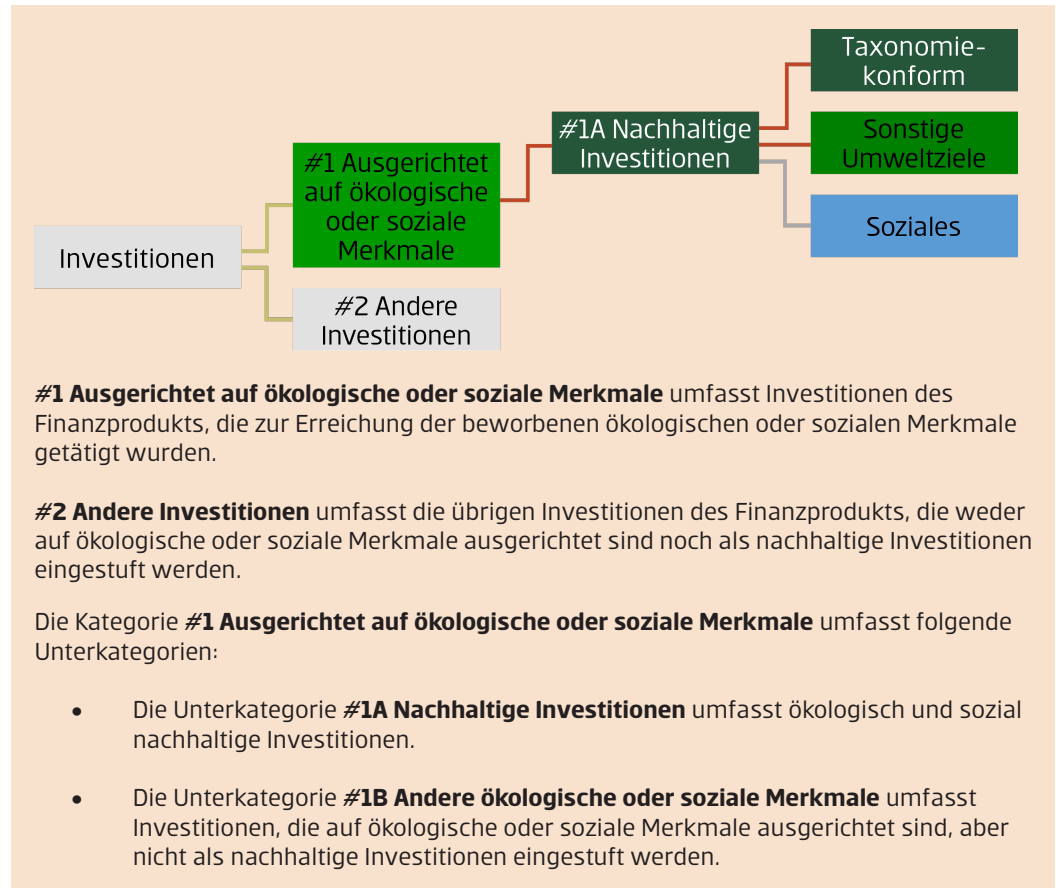 Taxonomie-
konform
#1A Nachhaltige
Investitionen
Sonstige
Umweltziele
#1 Ausgerichtet
auf ökologische
oder soziale
Merkmale
Soziales
Investitionen
#2 Andere
Investitionen
#1 Ausgerichtet auf ökologische oder soziale Merkmale umfasst Investitionen des
Finanzprodukts, die zur Erreichung der beworbenen ökologischen oder sozialen Merkmale
getätigt wurden.
#2 Andere Investitionen umfasst die übrigen Investitionen des Finanzprodukts, die weder
auf ökologische oder soziale Merkmale ausgerichtet sind noch als nachhaltige Investitionen
eingestuft werden.
Die Kategorie #1 Ausgerichtet auf ökologische oder soziale Merkmale umfasst folgende
Unterkategorien:
• Die Unterkategorie #1A Nachhaltige Investitionen umfasst ökologisch und sozial
nachhaltige Investitionen.
• Die Unterkategorie #1B Andere ökologische oder soziale Merkmale umfasst
Investitionen, die auf ökologische oder soziale Merkmale ausgerichtet sind, aber
nicht als nachhaltige Investitionen eingestuft werden.